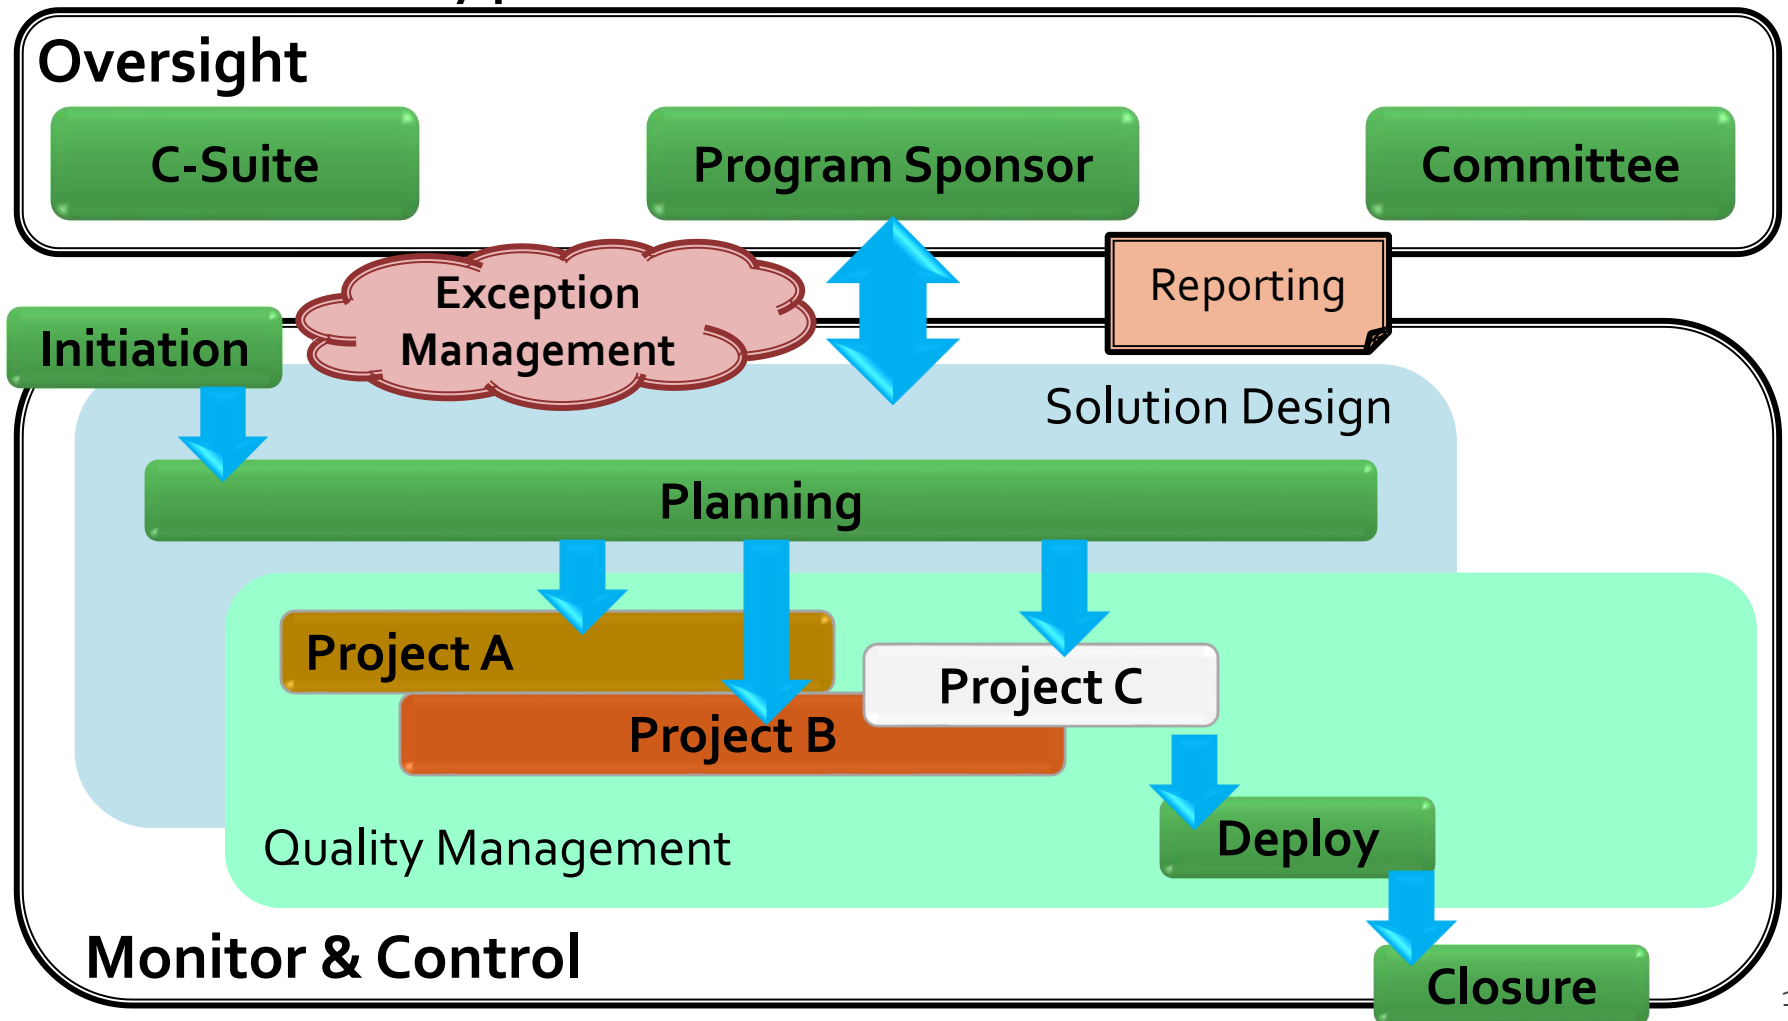 Oversight
C-Suite
Program Sponsor
Committee
Exception
Management
Reporting
Initiation
Solution Design
Planning
Project A
Project C
Project B
Deploy
Quality Management
Monitor & Control
Closure